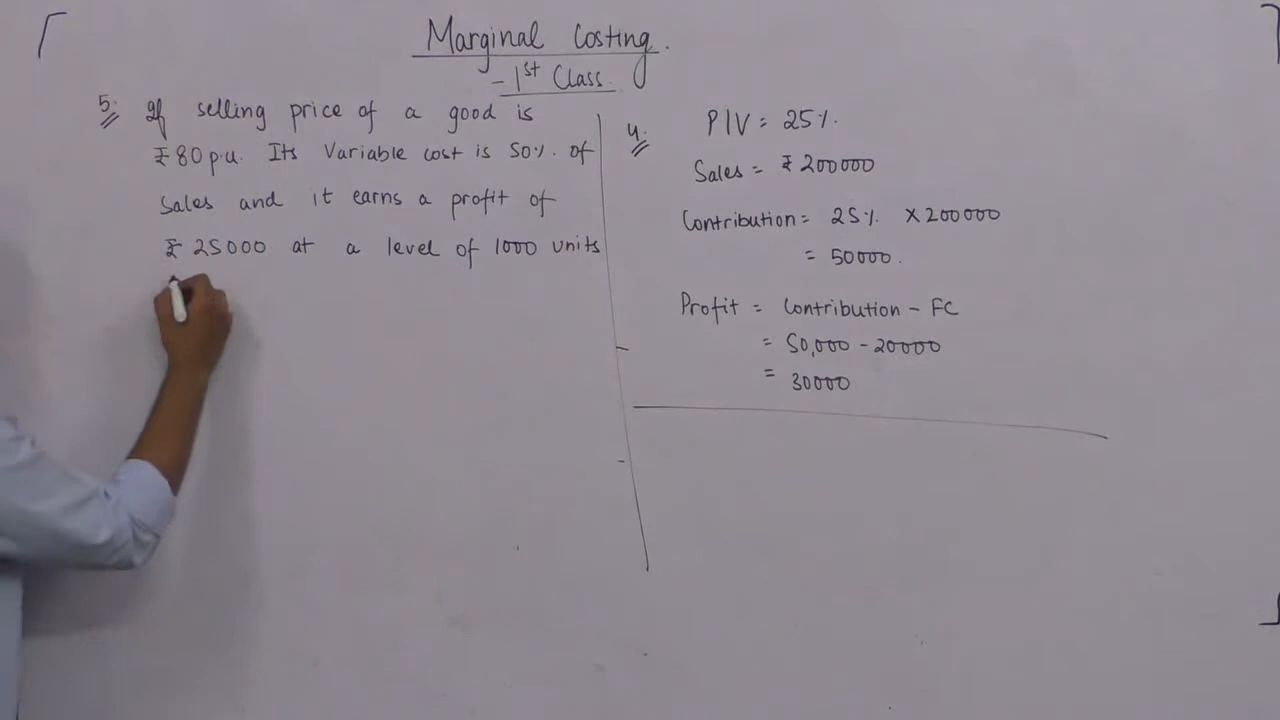 Marginal Costing.
- 1st Class.
5. If selling price of a good is
₹80 p.u. Its Variable cost is 50% of
Sales and it earns a profit of
₹ 25000 at a level of 1000 units
4.
P/V = 25%.
Sales = ₹ 200000
Contribution = 25% × 200000
= 50000.
Profit = Contribution - FC
= 50,000 - 20000
= 30000